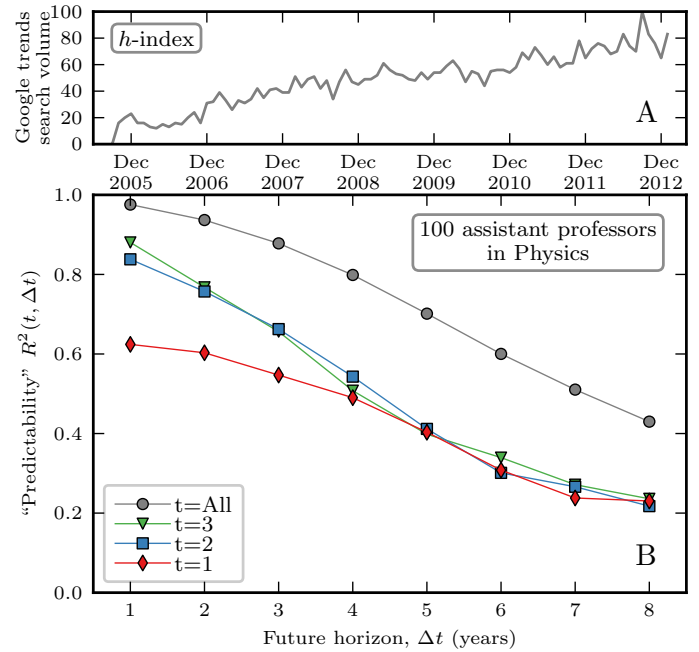 100
80
60
40
20
0
Google trends
search volume
h-index
A
Dec Dec Dec Dec Dec Dec Dec Dec
2005 2006 2007 2008 2009 2010 2011 2012
1.0
0.8
0.6
0.4
0.2
0.0
“Predictability” R²(t, Δt)
100 assistant professors
in Physics
t=All
t=3
t=2
t=1
B
1 2 3 4 5 6 7 8
Future horizon, Δt (years)